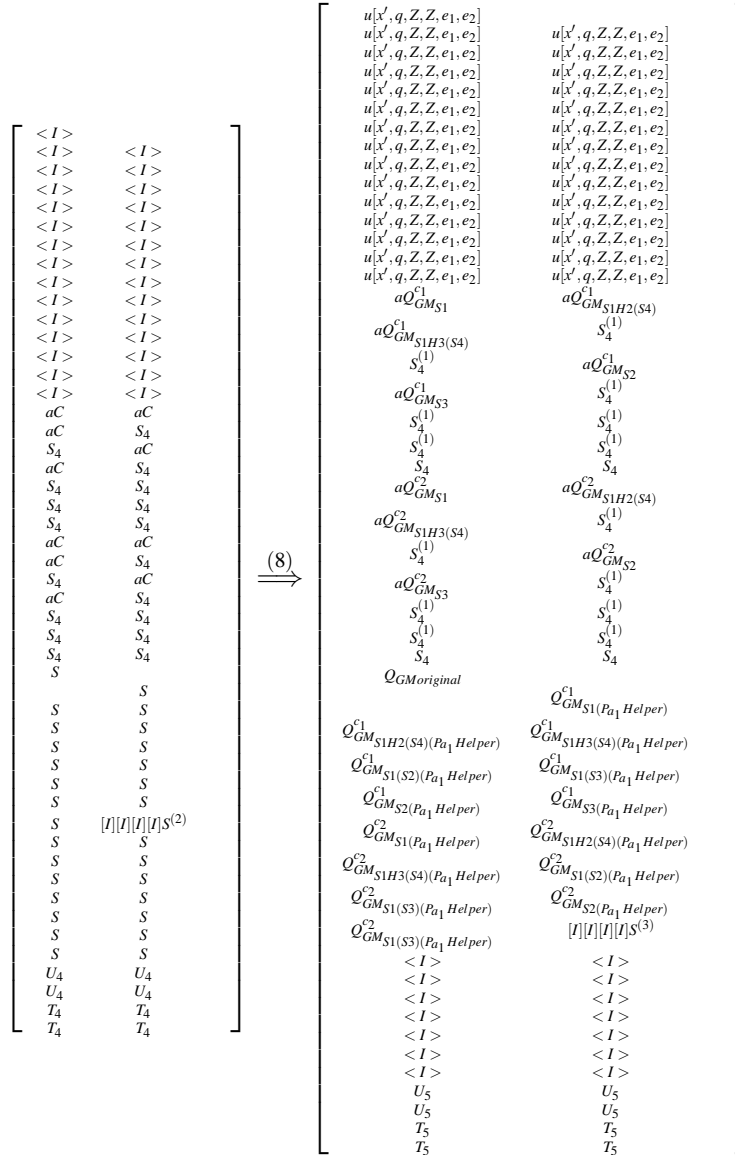 < I >
< I > < I >
< I > < I >
< I > < I >
< I > < I >
< I > < I >
< I > < I >
< I > < I >
< I > < I >
< I > < I >
< I > < I >
< I > < I >
< I > < I >
< I > < I >
< I > < I >
aC aC
aC S_4
S_4 aC
aC S_4
S_4 S_4
S_4 S_4
S_4 S_4
aC aC
aC S_4
S_4 aC
aC S_4
S_4 S_4
S_4 S_4
S_4 S_4
S
S
S S
S S
S S
S S
S S
S S
S [I][I][I][I]S^{(2)}
S S
S S
S S
S S
S S
S S
S S
U_4 U_4
U_4 U_4
T_4 T_4
T_4 T_4
(8)
⟹
u[x′,q,Z,Z,e_1,e_2]
u[x′,q,Z,Z,e_1,e_2] u[x′,q,Z,Z,e_1,e_2]
u[x′,q,Z,Z,e_1,e_2] u[x′,q,Z,Z,e_1,e_2]
u[x′,q,Z,Z,e_1,e_2] u[x′,q,Z,Z,e_1,e_2]
u[x′,q,Z,Z,e_1,e_2] u[x′,q,Z,Z,e_1,e_2]
u[x′,q,Z,Z,e_1,e_2] u[x′,q,Z,Z,e_1,e_2]
u[x′,q,Z,Z,e_1,e_2] u[x′,q,Z,Z,e_1,e_2]
u[x′,q,Z,Z,e_1,e_2] u[x′,q,Z,Z,e_1,e_2]
u[x′,q,Z,Z,e_1,e_2] u[x′,q,Z,Z,e_1,e_2]
u[x′,q,Z,Z,e_1,e_2] u[x′,q,Z,Z,e_1,e_2]
u[x′,q,Z,Z,e_1,e_2] u[x′,q,Z,Z,e_1,e_2]
u[x′,q,Z,Z,e_1,e_2] u[x′,q,Z,Z,e_1,e_2]
u[x′,q,Z,Z,e_1,e_2] u[x′,q,Z,Z,e_1,e_2]
u[x′,q,Z,Z,e_1,e_2] u[x′,q,Z,Z,e_1,e_2]
u[x′,q,Z,Z,e_1,e_2] u[x′,q,Z,Z,e_1,e_2]
aQ^{c1}_{GM_{S1}} aQ^{c1}_{GM_{S1H2(S4)}}
aQ^{c1}_{GM_{S1H3(S4)}} S_4^{(1)}
S_4^{(1)} aQ^{c1}_{GM_{S2}}
aQ^{c1}_{GM_{S3}} S_4^{(1)}
S_4^{(1)} S_4^{(1)}
S_4^{(1)} S_4^{(1)}
S_4 S_4
aQ^{c2}_{GM_{S1}} aQ^{c2}_{GM_{S1H2(S4)}}
aQ^{c2}_{GM_{S1H3(S4)}} S_4^{(1)}
S_4^{(1)} aQ^{c2}_{GM_{S2}}
aQ^{c2}_{GM_{S3}} S_4^{(1)}
S_4^{(1)} S_4^{(1)}
S_4^{(1)} S_4^{(1)}
S_4 S_4
Q_{GMoriginal}
Q^{c1}_{GM_{S1(Pa_1 Helper)}}
Q^{c1}_{GM_{S1H2(S4)(Pa_1 Helper)}} Q^{c1}_{GM_{S1H3(S4)(Pa_1 Helper)}}
Q^{c1}_{GM_{S1(S2)(Pa_1 Helper)}} Q^{c1}_{GM_{S1(S3)(Pa_1 Helper)}}
Q^{c1}_{GM_{S2(Pa_1 Helper)}} Q^{c1}_{GM_{S3(Pa_1 Helper)}}
Q^{c2}_{GM_{S1(Pa_1 Helper)}} Q^{c2}_{GM_{S1H2(S4)(Pa_1 Helper)}}
Q^{c2}_{GM_{S1H3(S4)(Pa_1 Helper)}} Q^{c2}_{GM_{S1(S2)(Pa_1 Helper)}}
Q^{c2}_{GM_{S1(S3)(Pa_1 Helper)}} Q^{c2}_{GM_{S2(Pa_1 Helper)}}
Q^{c2}_{GM_{S1(S3)(Pa_1 Helper)}} [I][I][I][I]S^{(3)}
< I > < I >
< I > < I >
< I > < I >
< I > < I >
< I > < I >
< I > < I >
< I > < I >
U_5 U_5
U_5 U_5
T_5 T_5
T_5 T_5